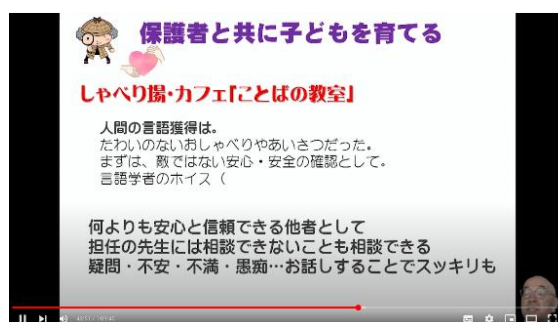 保護者と共に子どもを育てる
しゃべり場・カフェ「ことばの教室」
人間の言語獲得は。
たわいのないおしゃべりやあいさつだった。
まずは、敵ではない安心・安全の確認として。
言語学者のホイス（
何よりも安心と信頼できる他者として
担任の先生には相談できないことも相談できる
疑問・不安・不満・愚痴…お話しすることでスッキリも